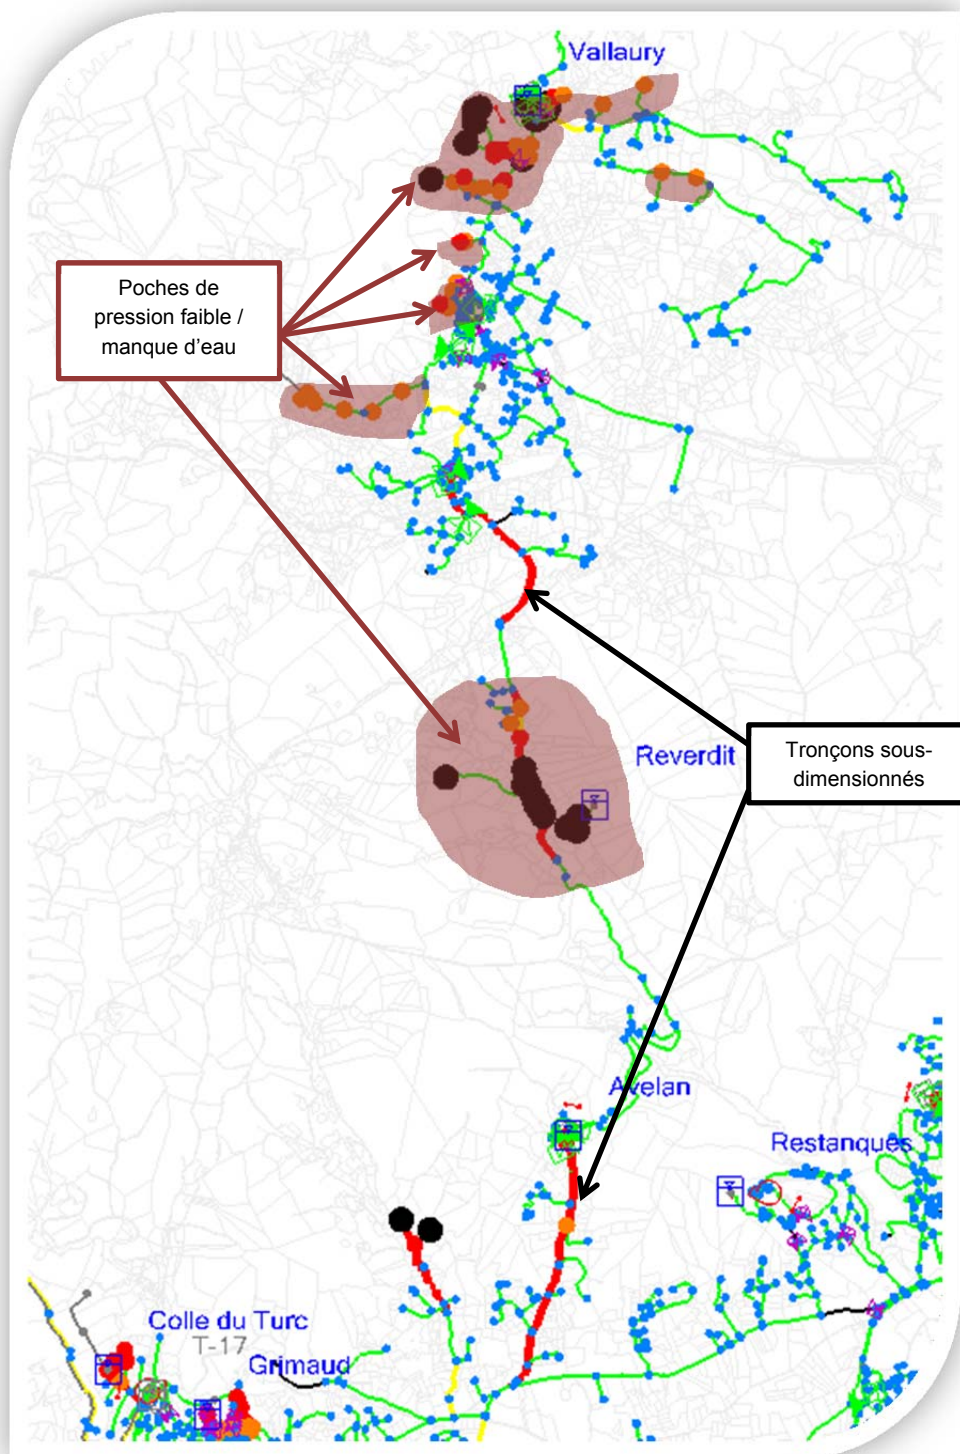 Vallaury
Poches de
pression faible /
manque d'eau
Reverdit
Tronçons sous-
dimensionnés
Avelan
Restanques
Colle du Turc
T-17
Grimaud